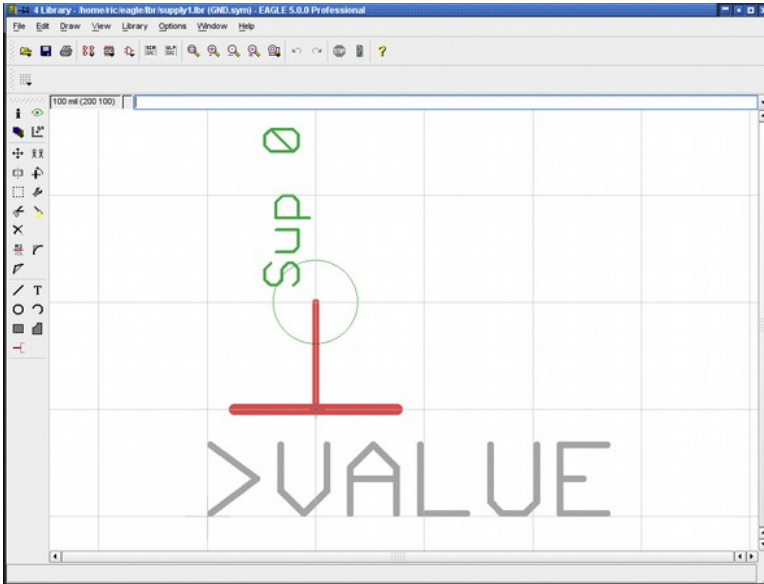 4 Library - /home/ric/eagle/lbr/supply1.lbr (GND.sym) - EAGLE 5.0.0 Professional
File Edit Draw View Library Options Window Help
100 mil (200 100)
Sup 0
>VALUE